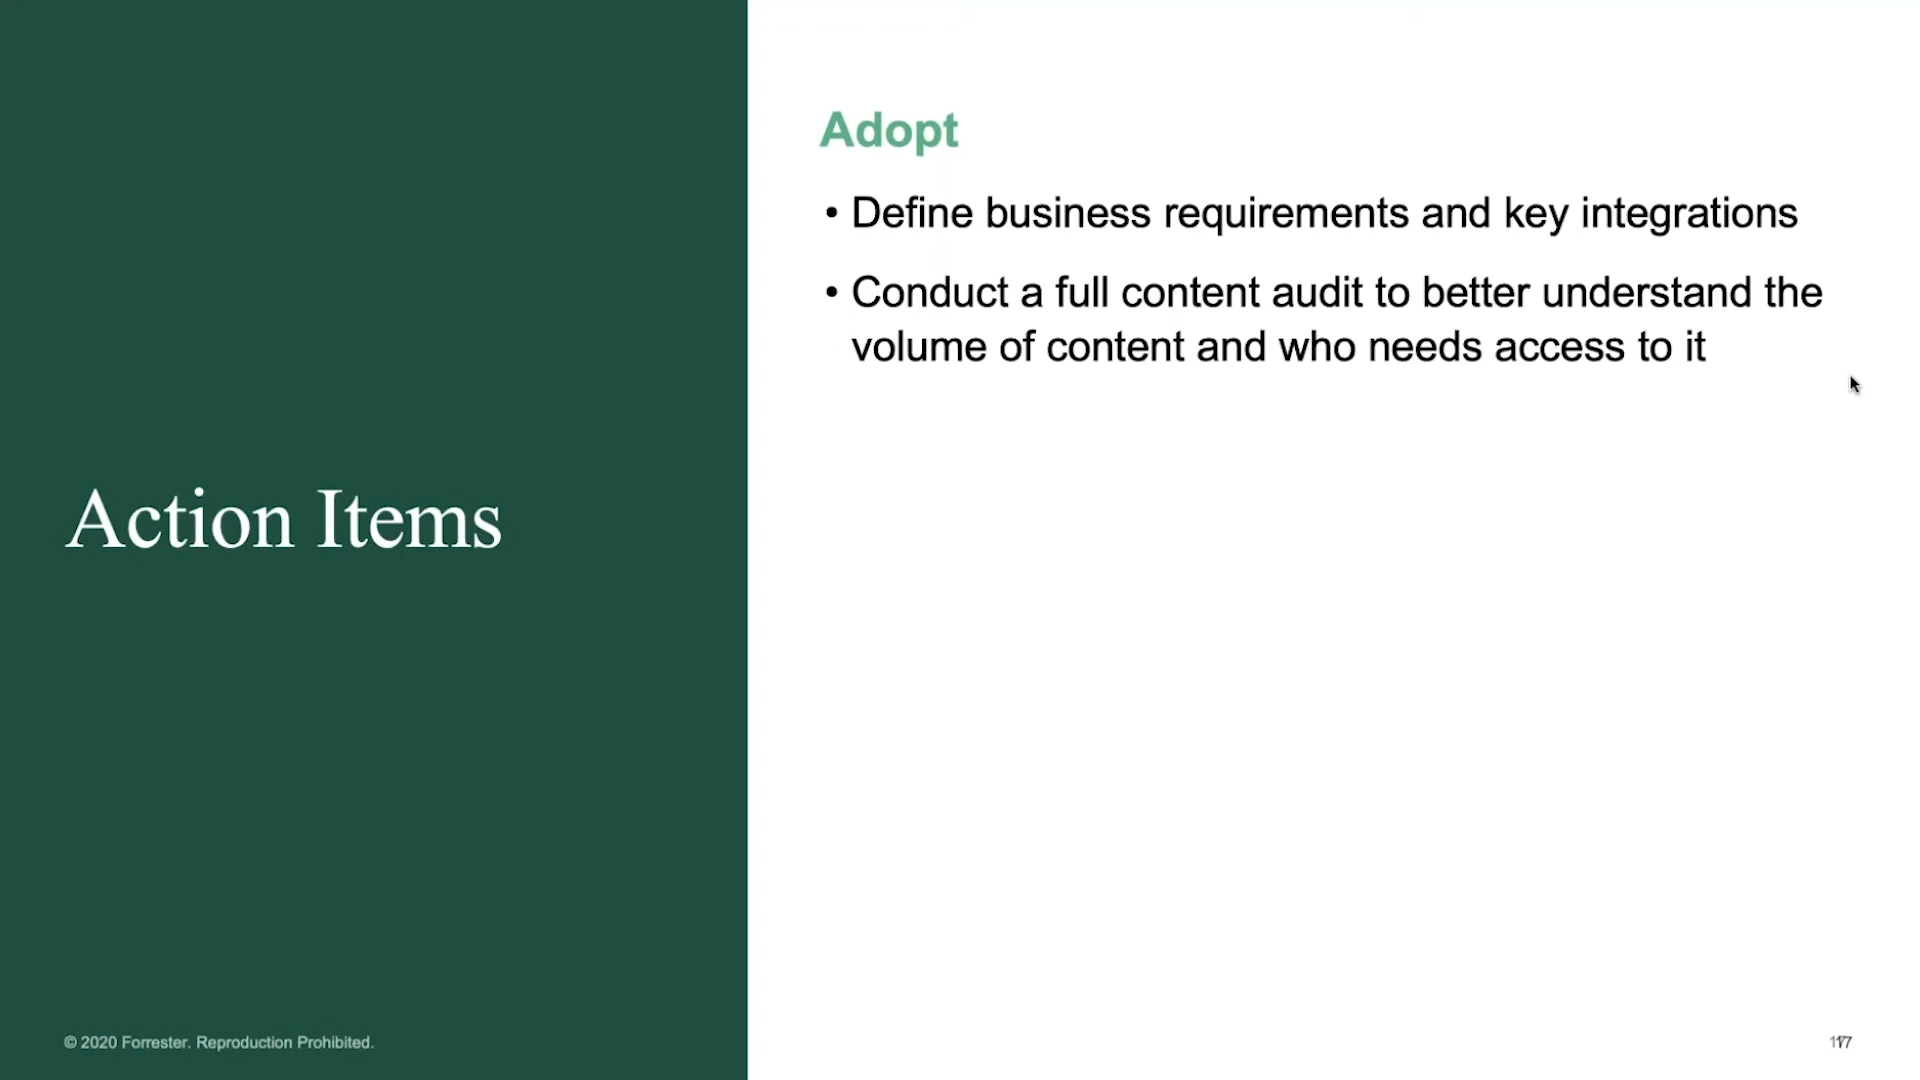 Action Items
Adopt
• Define business requirements and key integrations
• Conduct a full content audit to better understand the
volume of content and who needs access to it
© 2020 Forrester. Reproduction Prohibited.